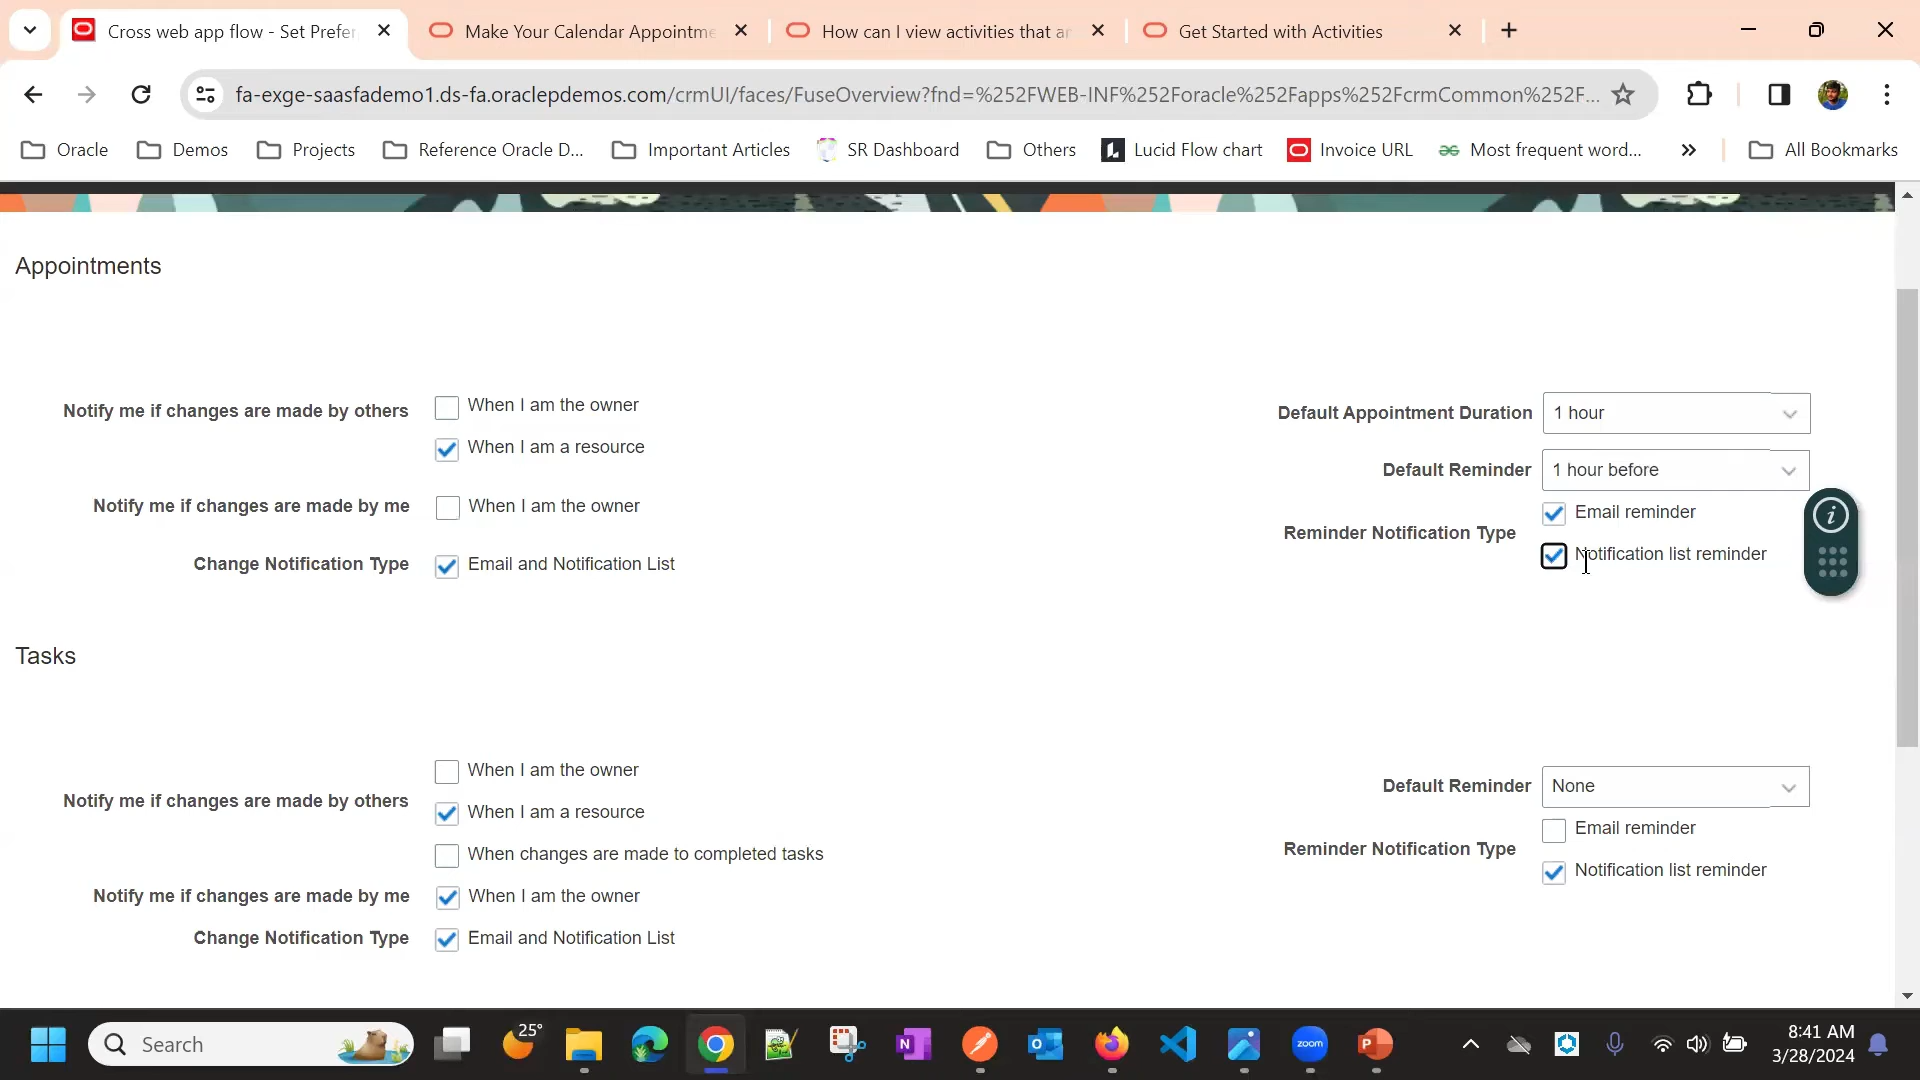 Cross web app flow - Set Prefer
Make Your Calendar Appointme
How can I view activities that ar
Get Started with Activities
fa-exge-saasfademo1.ds-fa.oraclepdemos.com/crmUI/faces/FuseOverview?fnd=%252FWEB-INF%252Foracle%252Fapps%252FcrmCommon%252F...
Oracle
Demos
Projects
Reference Oracle D...
Important Articles
SR Dashboard
Others
Lucid Flow chart
Invoice URL
Most frequent word...
All Bookmarks
Appointments
Notify me if changes are made by others
When I am the owner
When I am a resource
Notify me if changes are made by me
When I am the owner
Change Notification Type
Email and Notification List
Default Appointment Duration
1 hour
Default Reminder
1 hour before
Reminder Notification Type
Email reminder
Notification list reminder
Tasks
Notify me if changes are made by others
When I am the owner
When I am a resource
When changes are made to completed tasks
Notify me if changes are made by me
When I am the owner
Change Notification Type
Email and Notification List
Default Reminder
None
Reminder Notification Type
Email reminder
Notification list reminder
Search
25°
zoom
8:41 AM
3/28/2024